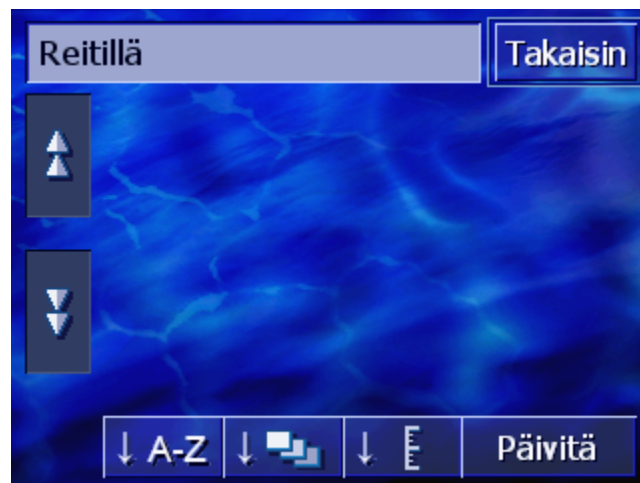 Reitillä
Takaisin
↓ A-Z
Päivitä